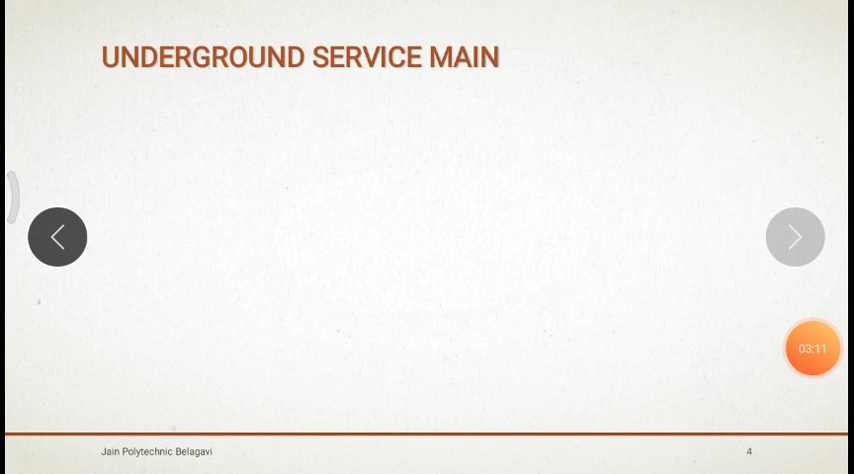 UNDERGROUND SERVICE MAIN
03:11
Jain Polytechnic Belagavi
4